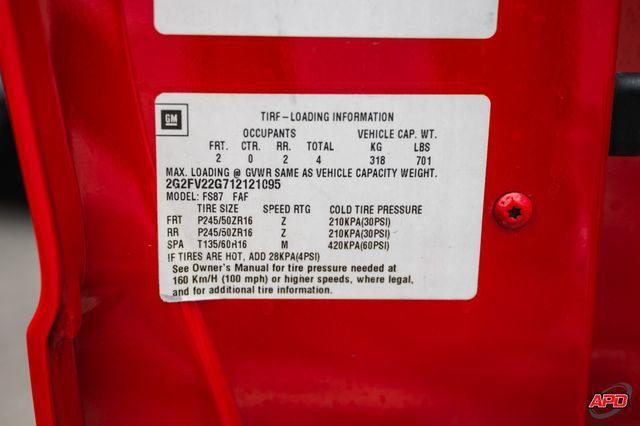 GM
TIRF-LOADING INFORMATION
OCCUPANTS VEHICLE CAP. WT.
FRT. CTR. RR. TOTAL KG LBS
2 0 2 4 318 701
MAX. LOADING @ GVWR SAME AS VEHICLE CAPACITY WEIGHT.
2G2FV22G712121095
MODEL: FS87 FAF
TIRE SIZE SPEED RTG COLD TIRE PRESSURE
FRT P245/50ZR16 Z 210KPA(30PSI)
RR P245/50ZR16 Z 210KPA(30PSI)
SPA T135/60R16 M 420KPA(60PSI)
IF TIRES ARE HOT, ADD 28KPA(4PSI)
See Owner's Manual for tire pressure needed at
160 Km/H (100 mph) or higher speeds, where legal,
and for additional tire information.
APD